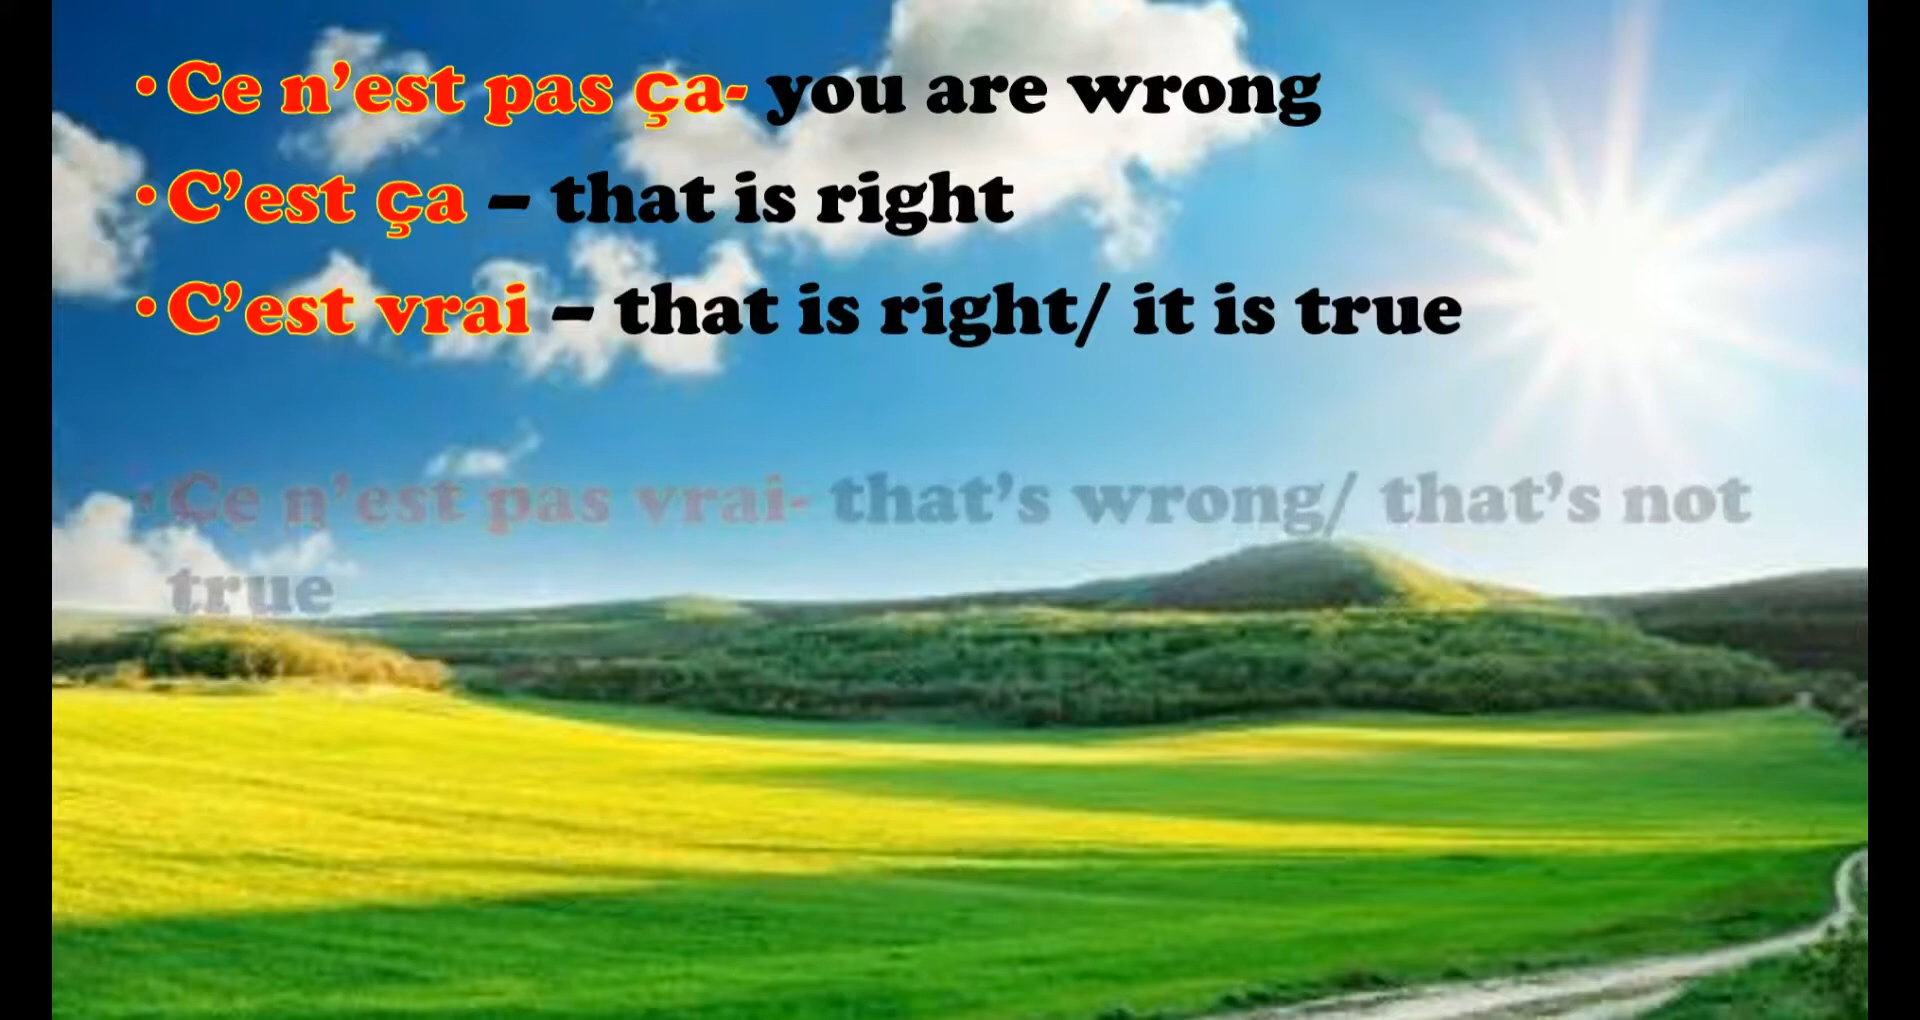 •Ce n’est pas ça- you are wrong
•C’est ça – that is right
•C’est vrai – that is right/ it is true
•Ce n’est pas vrai- that’s wrong/ that’s not
true